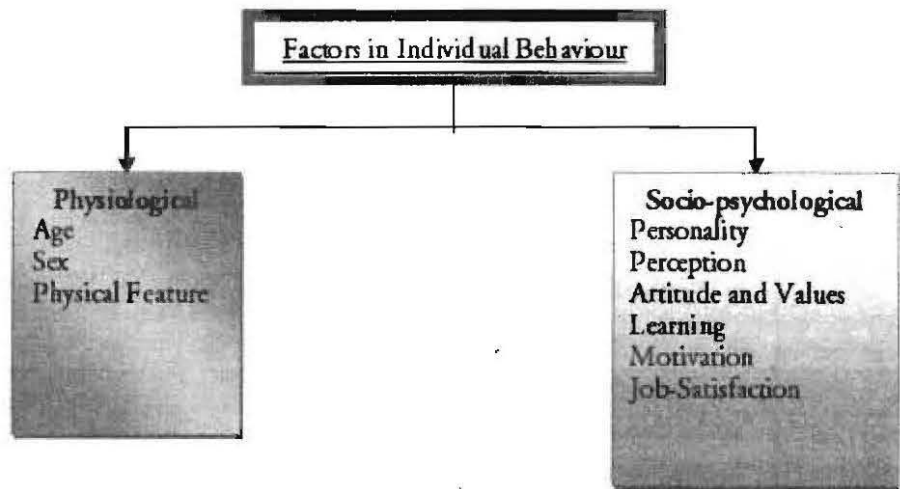 Factors in Individual Behaviour
Physiological
Age
Sex
Physical Feature
Socio-psychological
Personality
Perception
Artitude and Values
Learning
Motivation
Job-Satisfaction